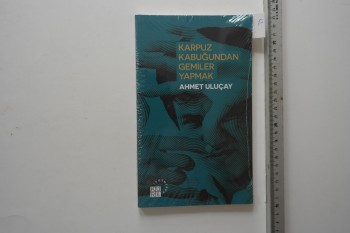 KARPUZ
KABUĞUNDAN
GEMİLER
YAPMAK
AHMET ULUÇAY